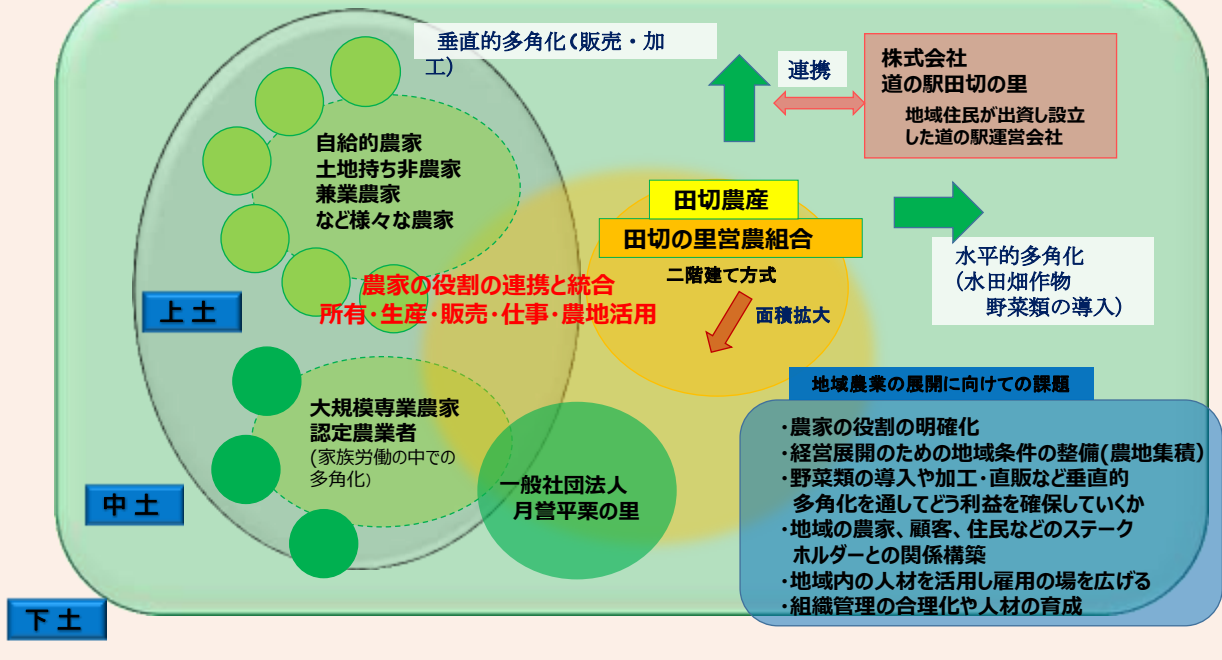 垂直的多角化(販売・加
工)
連携
株式会社
道の駅田切の里
地域住民が出資し設立
した道の駅運営会社
自給的農家
土地持ち非農家
兼業農家
など様々な農家
田切農産
田切の里営農組合
二階建て方式
面積拡大
水平的多角化
(水田畑作物
野菜類の導入)
農家の役割の連携と統合
所有・生産・販売・仕事・農地活用
上土
地域農業の展開に向けての課題
大規模専業農家
認定農業者
(家族労働の中での
多角化)
・農家の役割の明確化
・経営展開のための地域条件の整備(農地集積)
・野菜類の導入や加工・直販など垂直的
多角化を通してどう利益を確保していくか
・地域の農家、顧客、住民などのステーク
ホルダーとの関係構築
・地域内の人材を活用し雇用の場を広げる
・組織管理の合理化や人材の育成
一般社団法人
月誉平栗の里
中土
下土